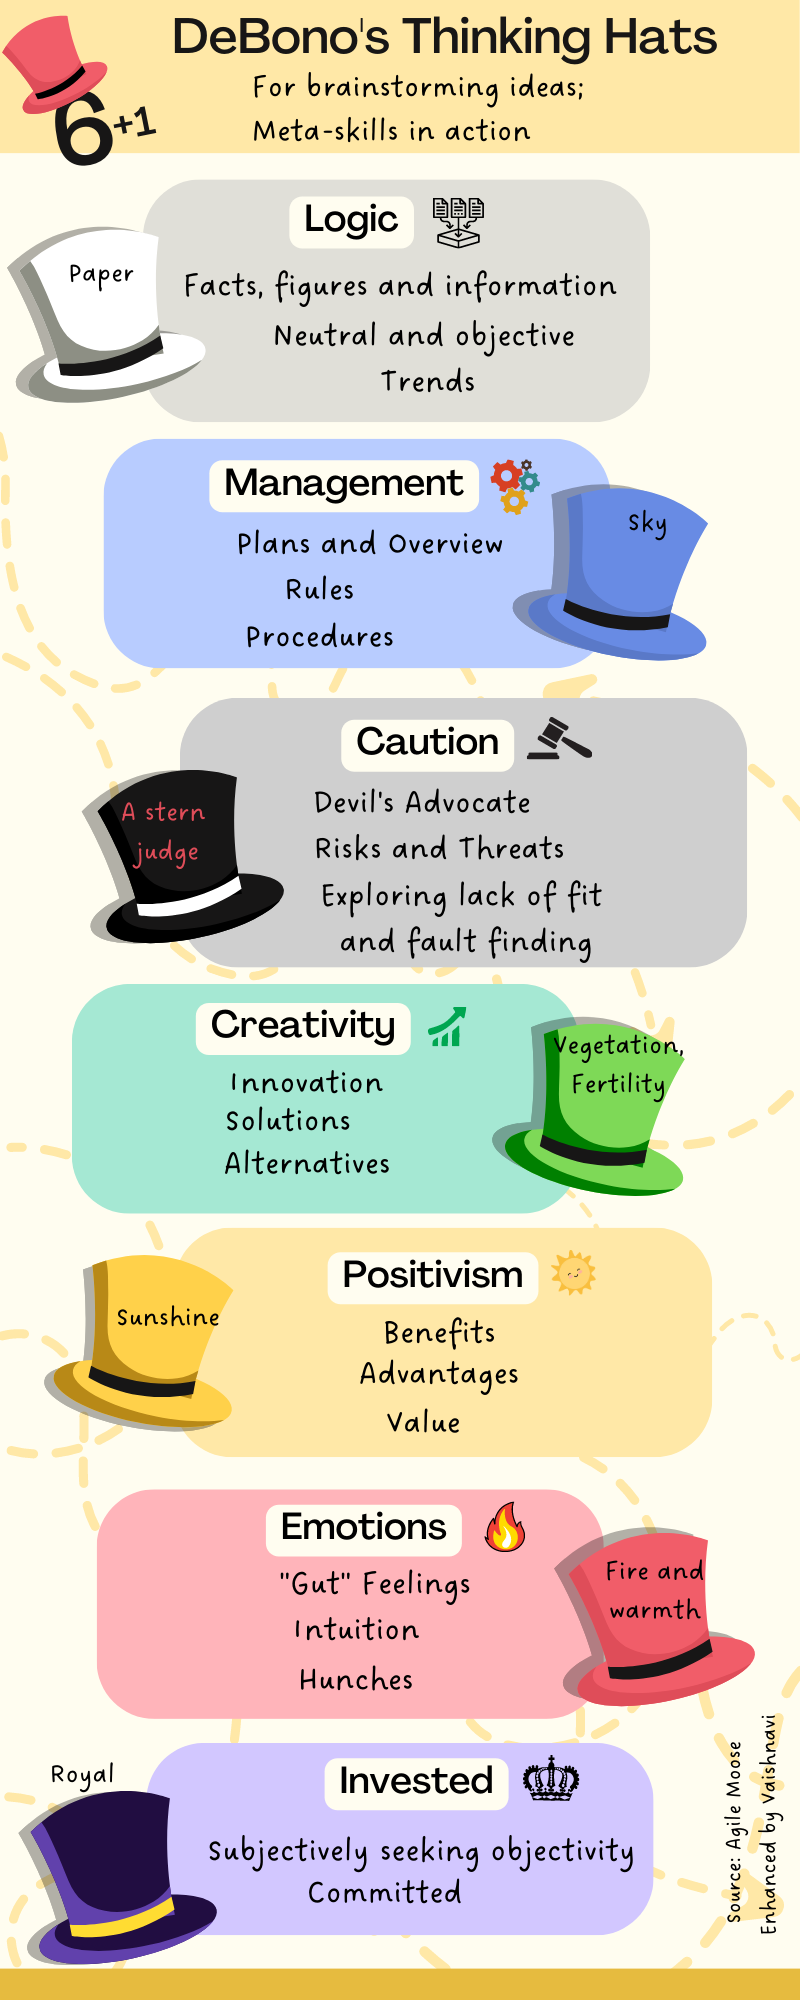 DeBono's Thinking Hats
For brainstorming ideas;
Meta-skills in action
6+1
Logic
Paper
Facts, figures and information
Neutral and objective
Trends
Management
Sky
Plans and Overview
Rules
Procedures
Caution
A stern
judge
Devil's Advocate
Risks and Threats
Exploring lack of fit
and fault finding
Creativity
Vegetation,
Fertility
Innovation
Solutions
Alternatives
Positivism
Sunshine
Benefits
Advantages
Value
Emotions
Fire and
warmth
"Gut" Feelings
Intuition
Hunches
Royal
Invested
Subjectively seeking objectivity
Committed
Source: Agile Moose
Enhanced by Vaishnavi